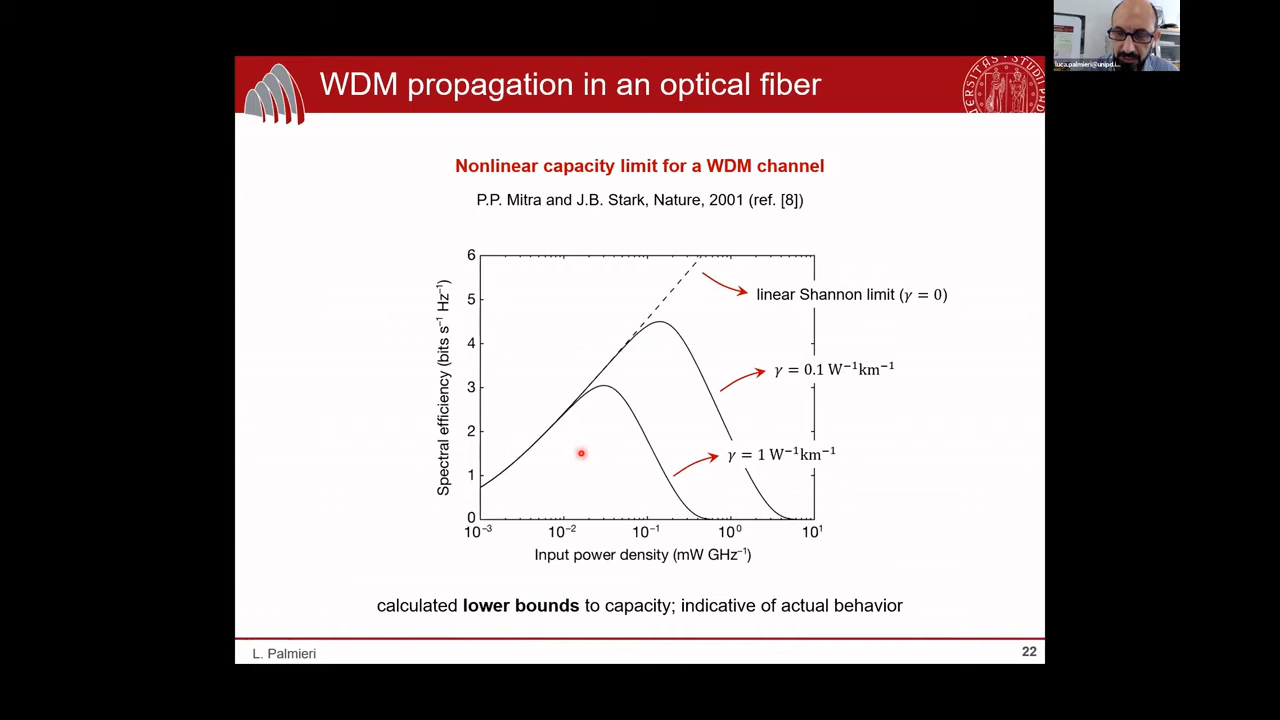 luca.palmieri@unipd.i...
WDM propagation in an optical fiber
Nonlinear capacity limit for a WDM channel
P.P. Mitra and J.B. Stark, Nature, 2001 (ref. [8])
6
5
4
3
2
1
0
Spectral efficiency (bits s⁻¹ Hz⁻¹)
linear Shannon limit (γ = 0)
γ = 0.1 W⁻¹km⁻¹
γ = 1 W⁻¹km⁻¹
10⁻³ 10⁻² 10⁻¹ 10⁰ 10¹
Input power density (mW GHz⁻¹)
calculated lower bounds to capacity; indicative of actual behavior
L. Palmieri
22